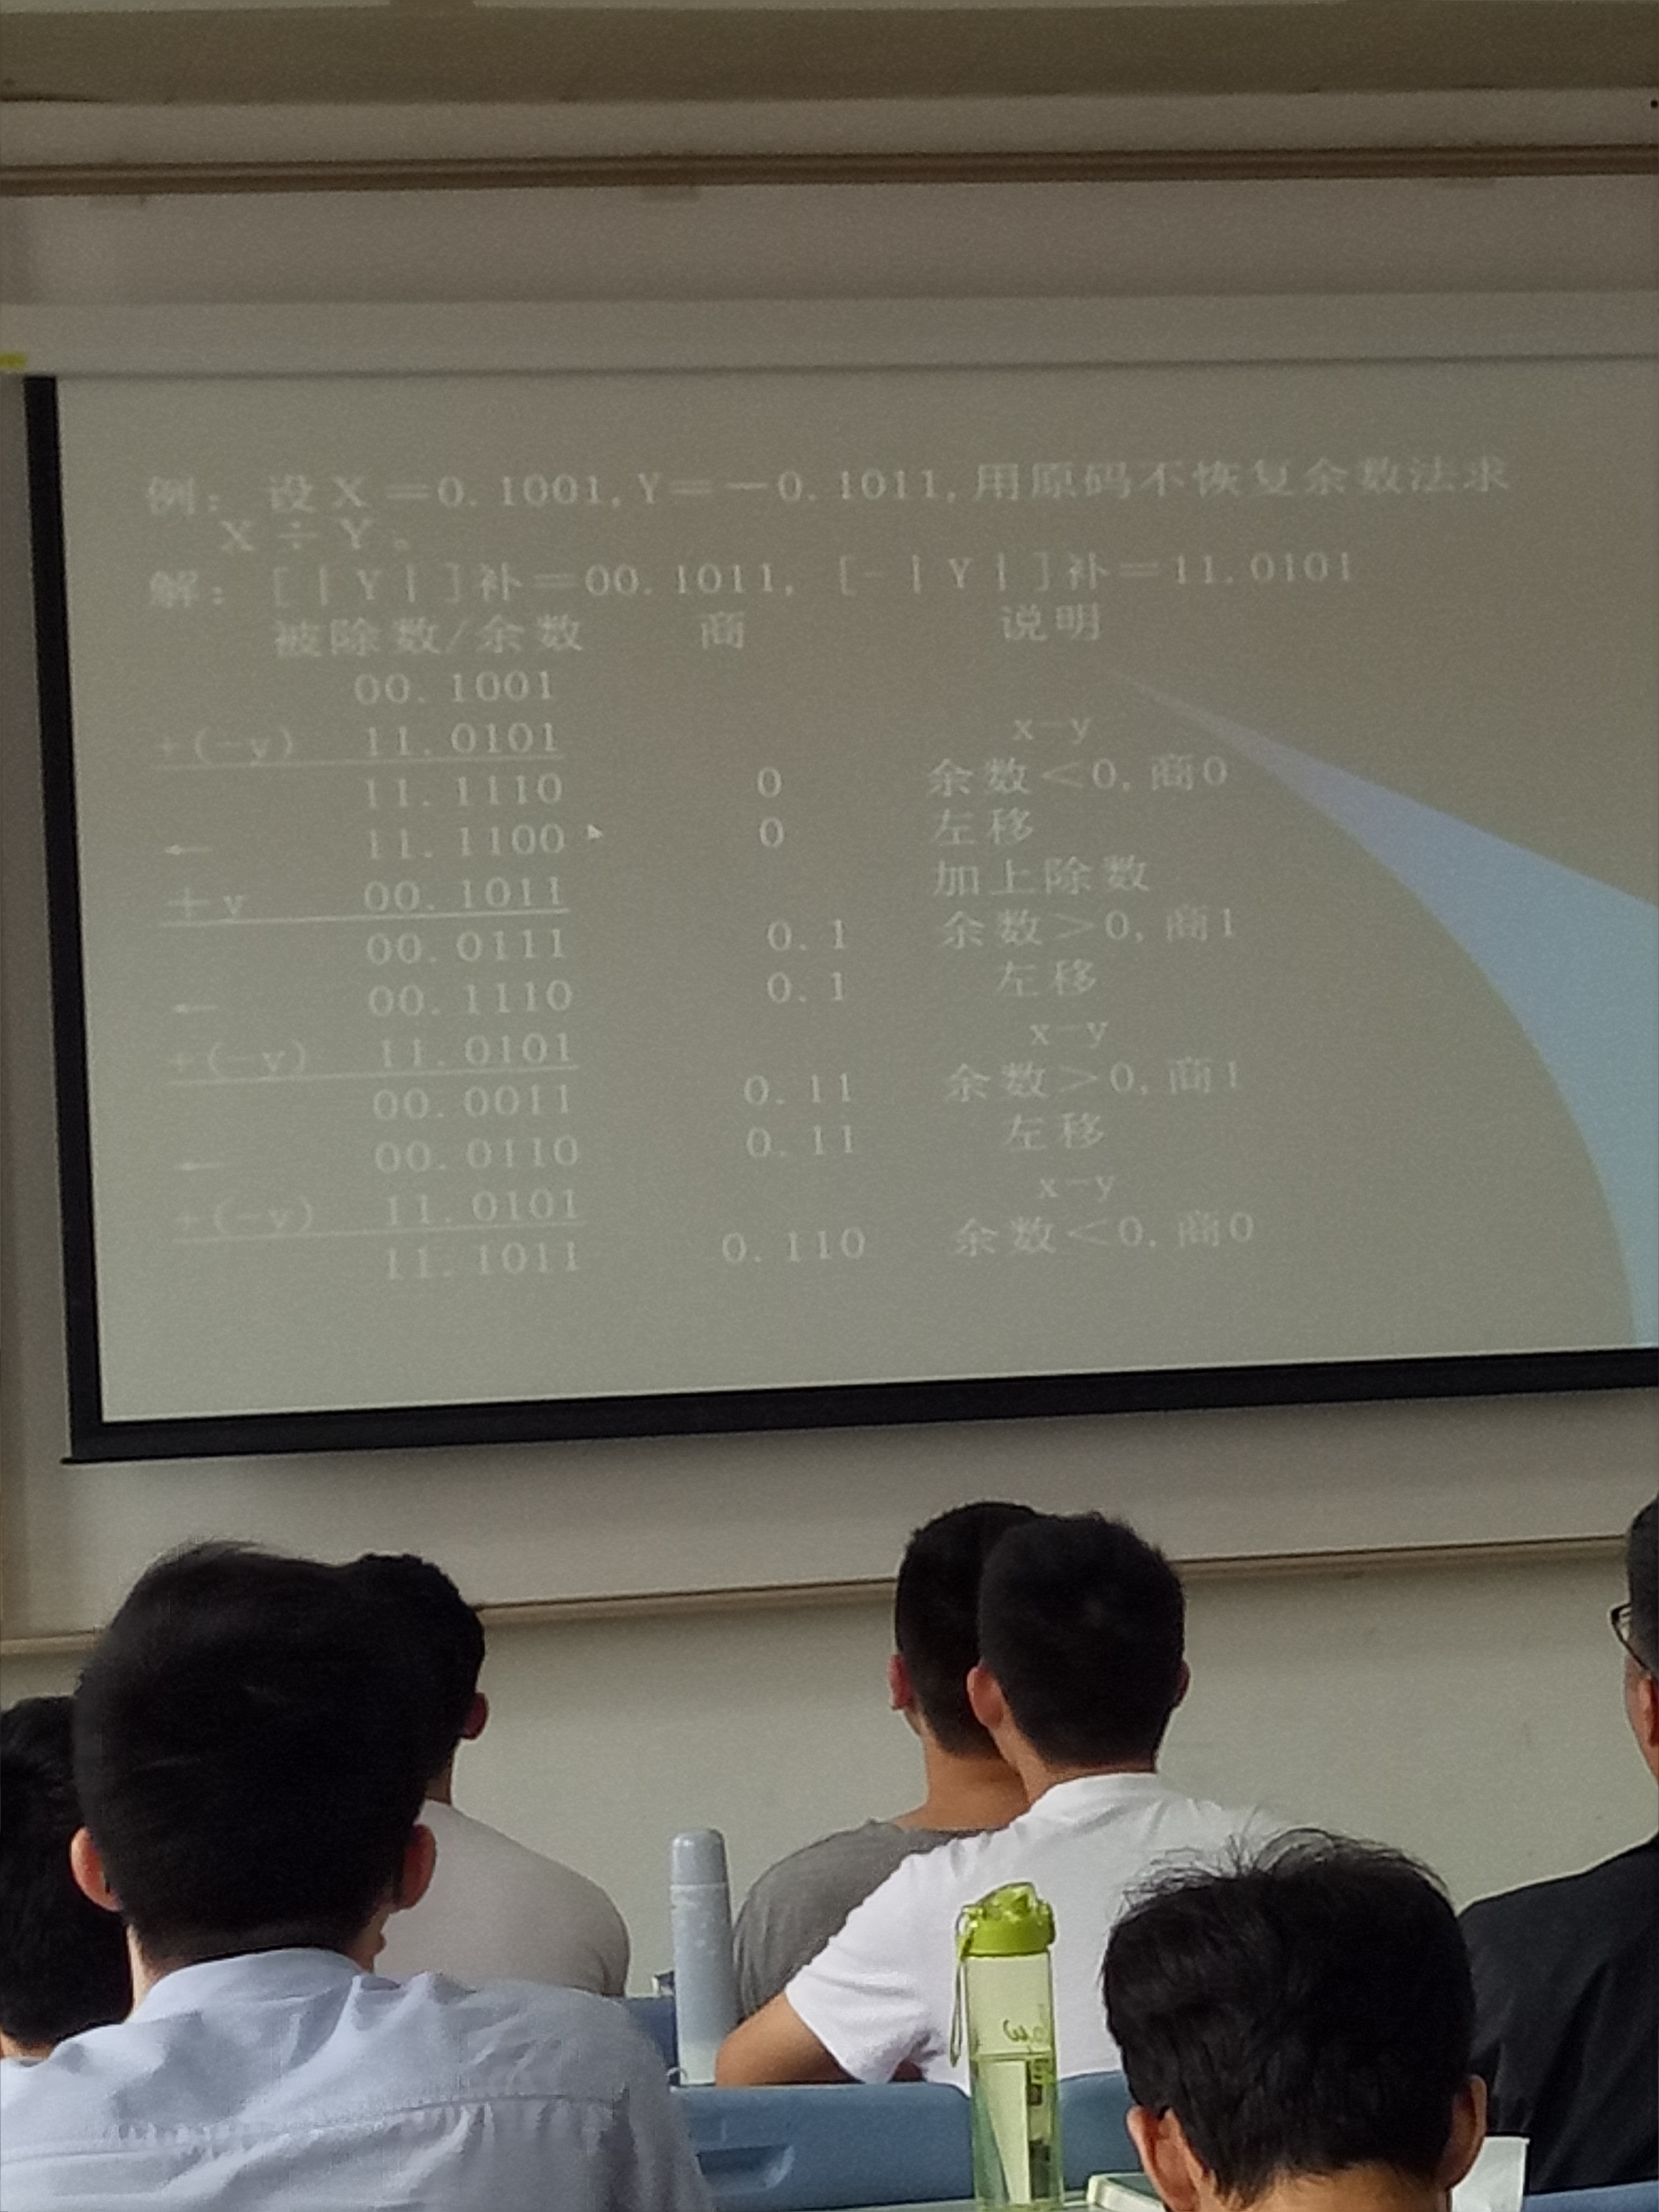 例: 设X=0.1001,Y=-0.1011,用原码不恢复余数法求
X÷Y。
解: [|Y|]补=00.1011, [-|Y|]补=11.0101
被除数/余数 商 说明
00.1001
+(-y) 11.0101 x-y
11.1110 0 余数<0,商0
← 11.1100 0 左移
+y 00.1011 加上除数
00.0111 0.1 余数>0,商1
← 00.1110 0.1 左移
+(-y) 11.0101 x-y
00.0011 0.11 余数>0,商1
← 00.0110 0.11 左移
+(-y) 11.0101 x-y
11.1011 0.110 余数<0,商0